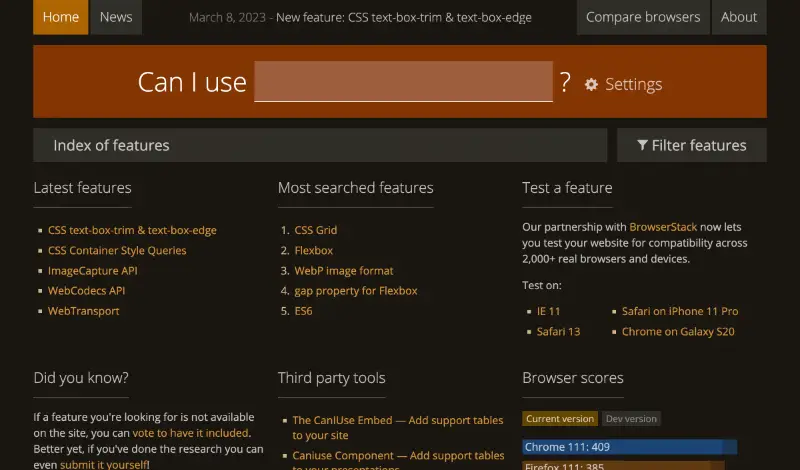 Home
News
March 8, 2023 - New feature: CSS text-box-trim & text-box-edge
Compare browsers
About
Can I use ? Settings
Index of features
Filter features
Latest features
CSS text-box-trim & text-box-edge
CSS Container Style Queries
ImageCapture API
WebCodecs API
WebTransport
Most searched features
1. CSS Grid
2. Flexbox
3. WebP image format
4. gap property for Flexbox
5. ES6
Test a feature
Our partnership with BrowserStack now lets
you test your website for compatibility across
2,000+ real browsers and devices.
Test on:
IE 11
Safari 13
Safari on iPhone 11 Pro
Chrome on Galaxy S20
Did you know?
If a feature you're looking for is not available
on the site, you can vote to have it included.
Better yet, if you've done the research you can
even submit it yourself!
Third party tools
The CanIUse Embed — Add support tables
to your site
Caniuse Component — Add support tables
to your presentations
Browser scores
Current version
Dev version
Chrome 111: 409
Firefox 111: 385